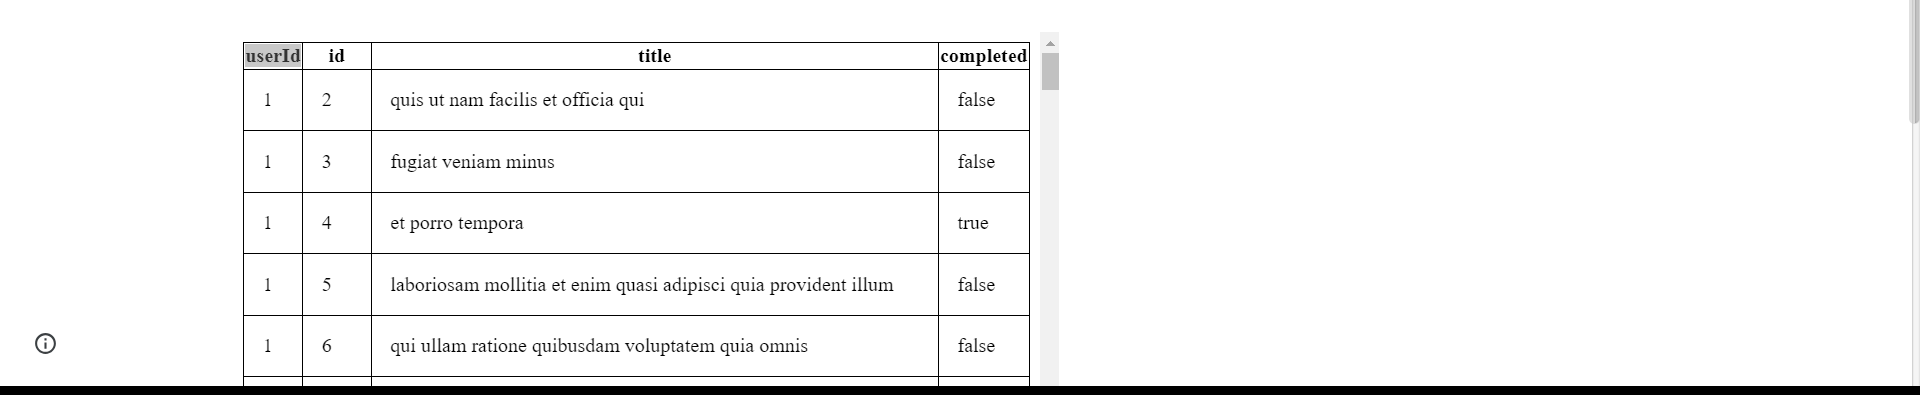 userId id title completed
1 2 quis ut nam facilis et officia qui false
1 3 fugiat veniam minus false
1 4 et porro tempora true
1 5 laboriosam mollitia et enim quasi adipisci quia provident illum false
1 6 qui ullam ratione quibusdam voluptatem quia omnis false